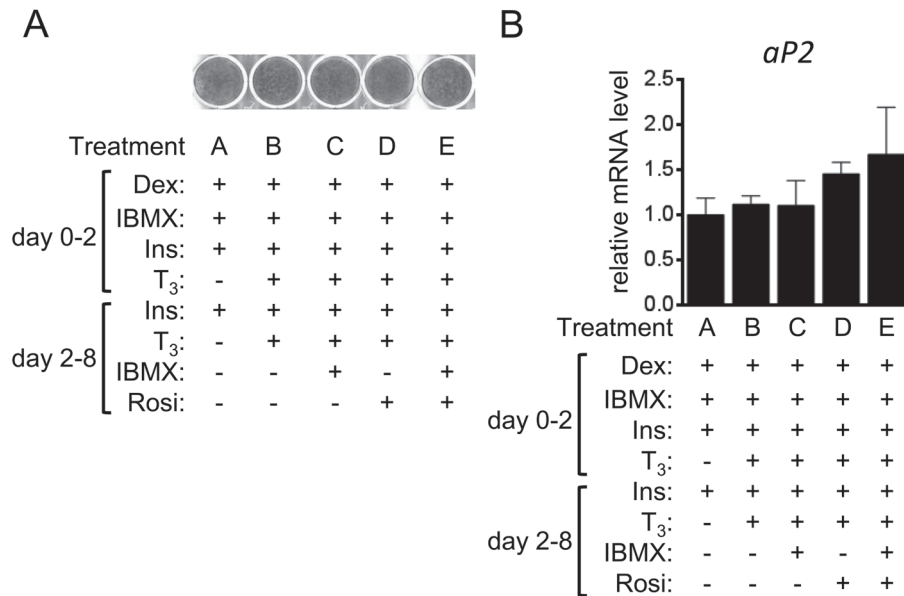 A
Treatment A B C D E
day 0-2
Dex: + + + + +
IBMX: + + + + +
Ins: + + + + +
T3: - + + + +
day 2-8
Ins: + + + + +
T3: - + + + +
IBMX: - - + - +
Rosi: - - - + +
B
aP2
relative mRNA level
2.5
2.0
1.5
1.0
0.5
0.0
Treatment A B C D E
day 0-2
Dex: + + + + +
IBMX: + + + + +
Ins: + + + + +
T3: - + + + +
day 2-8
Ins: + + + + +
T3: - + + + +
IBMX: - - + - +
Rosi: - - - + +